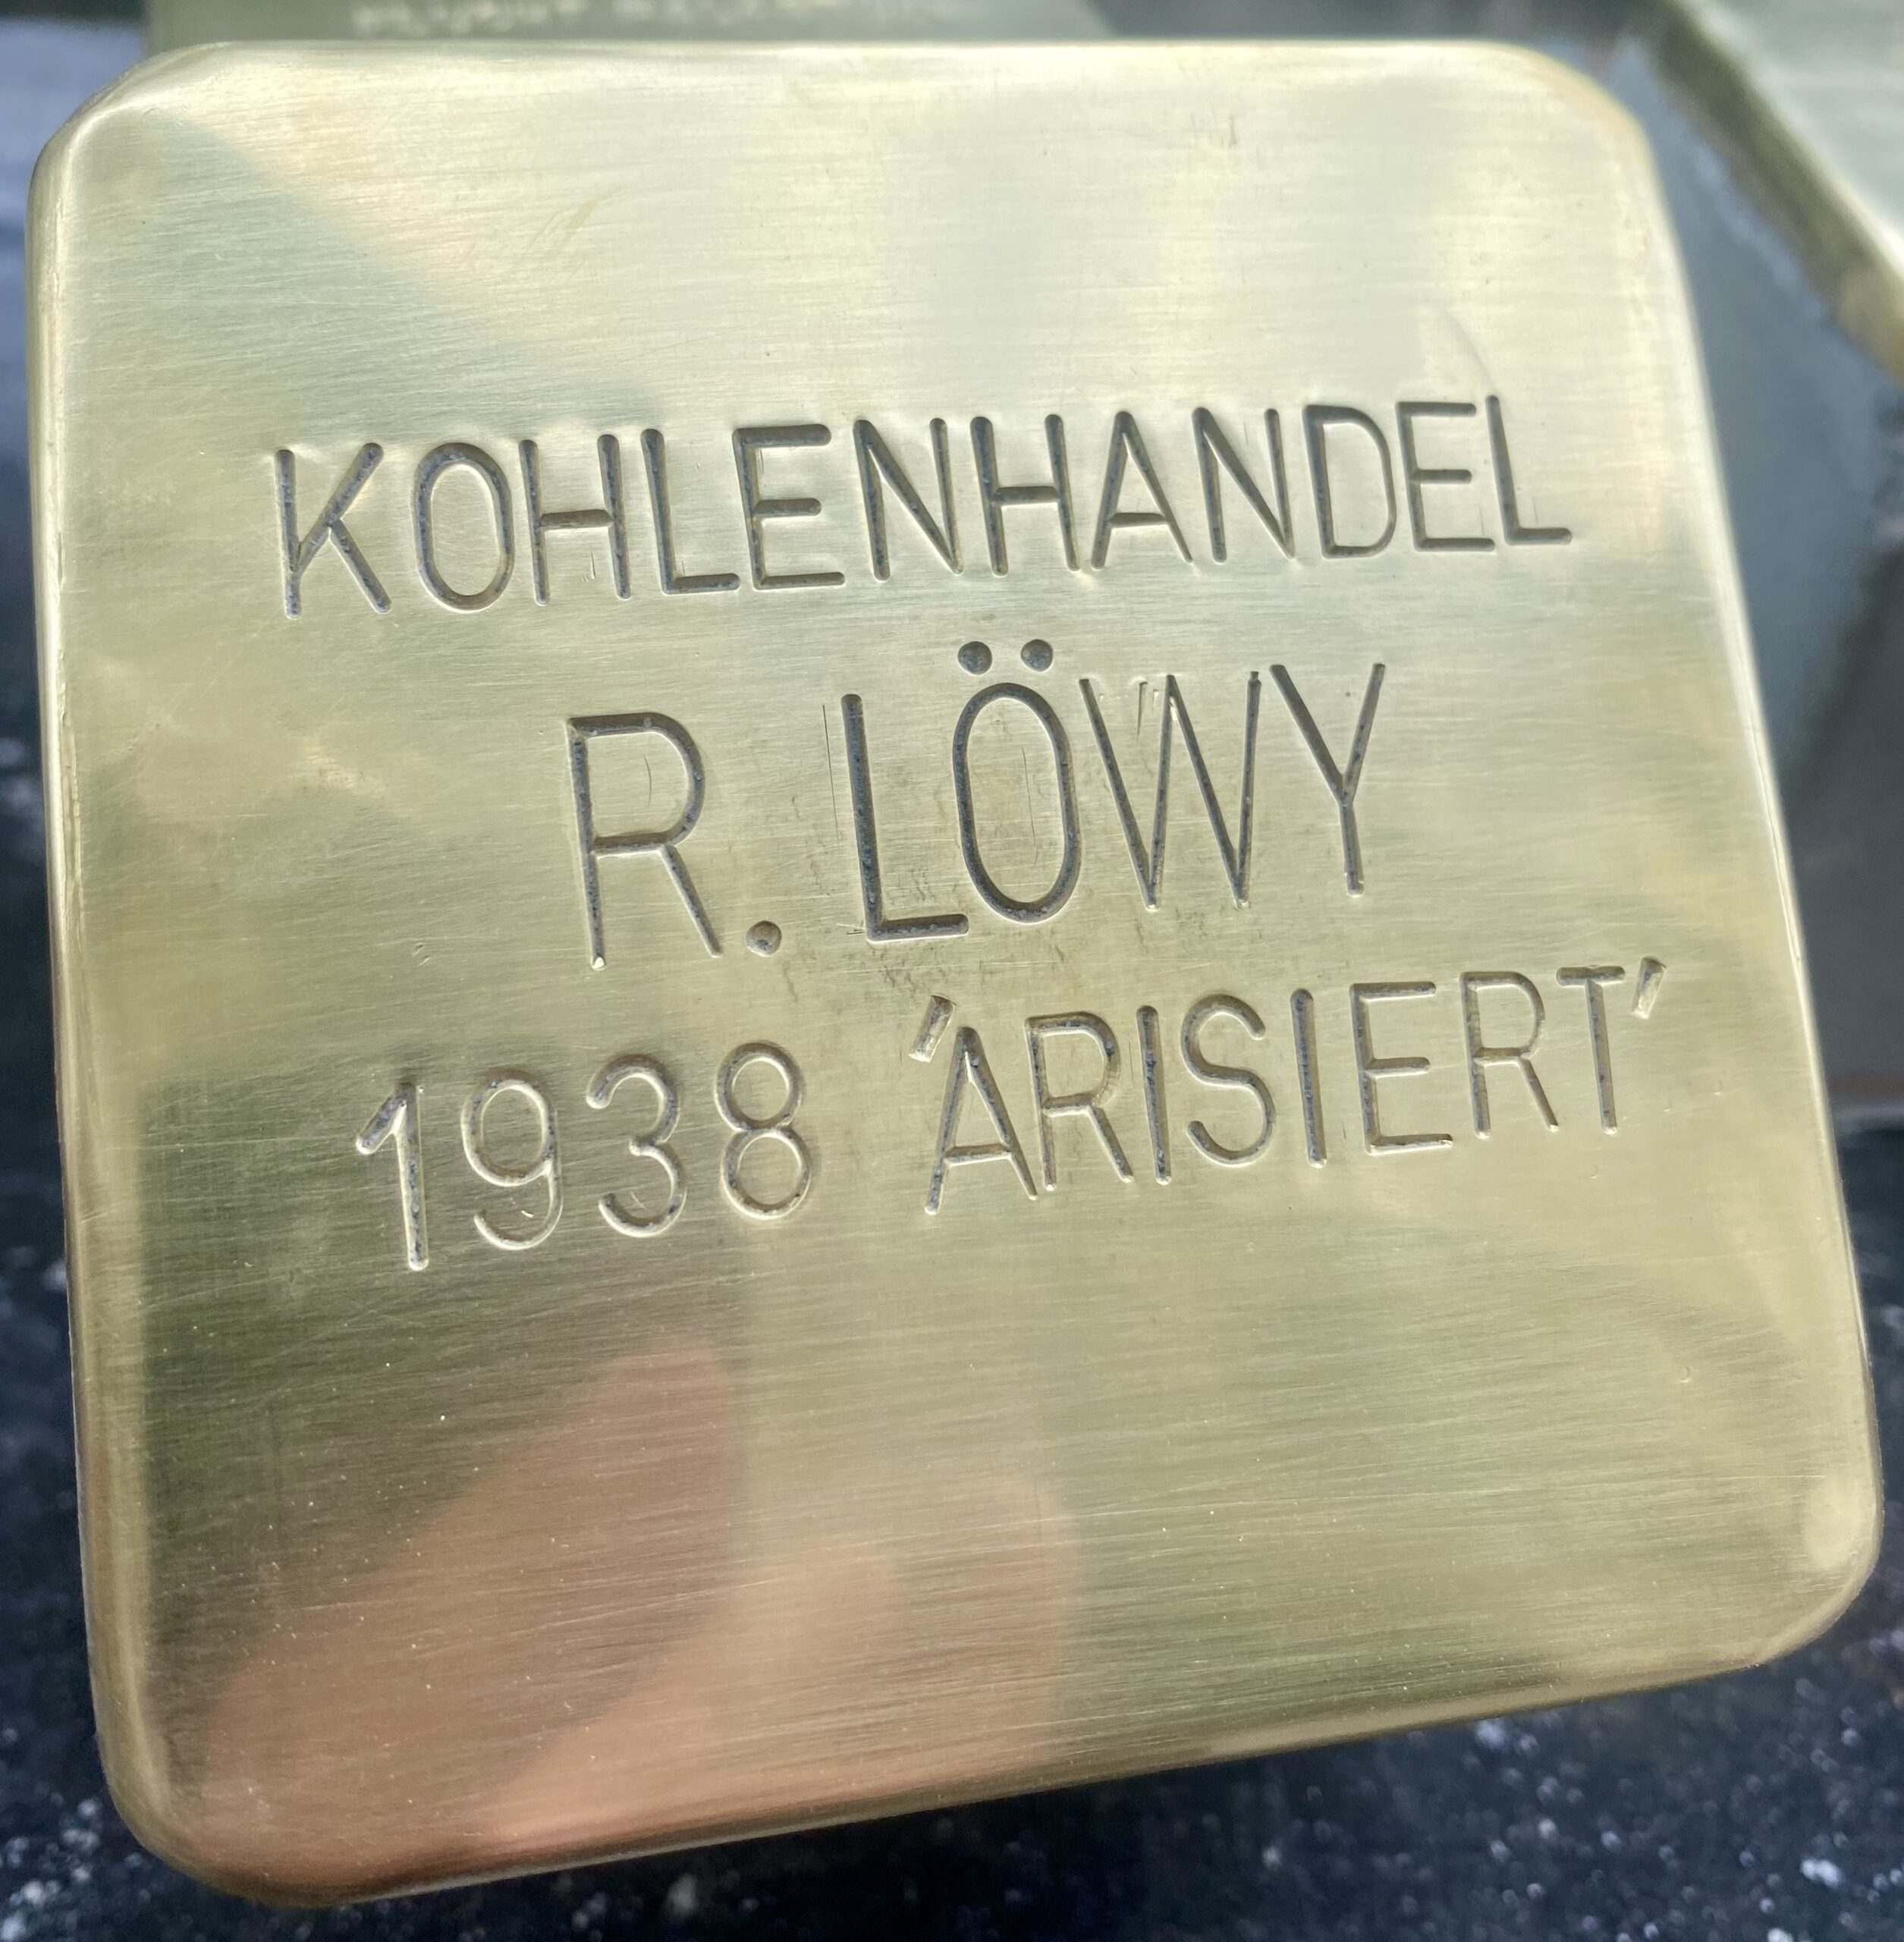 KOHLENHANDEL
R. LÖWY
1938 'ARISIERT'